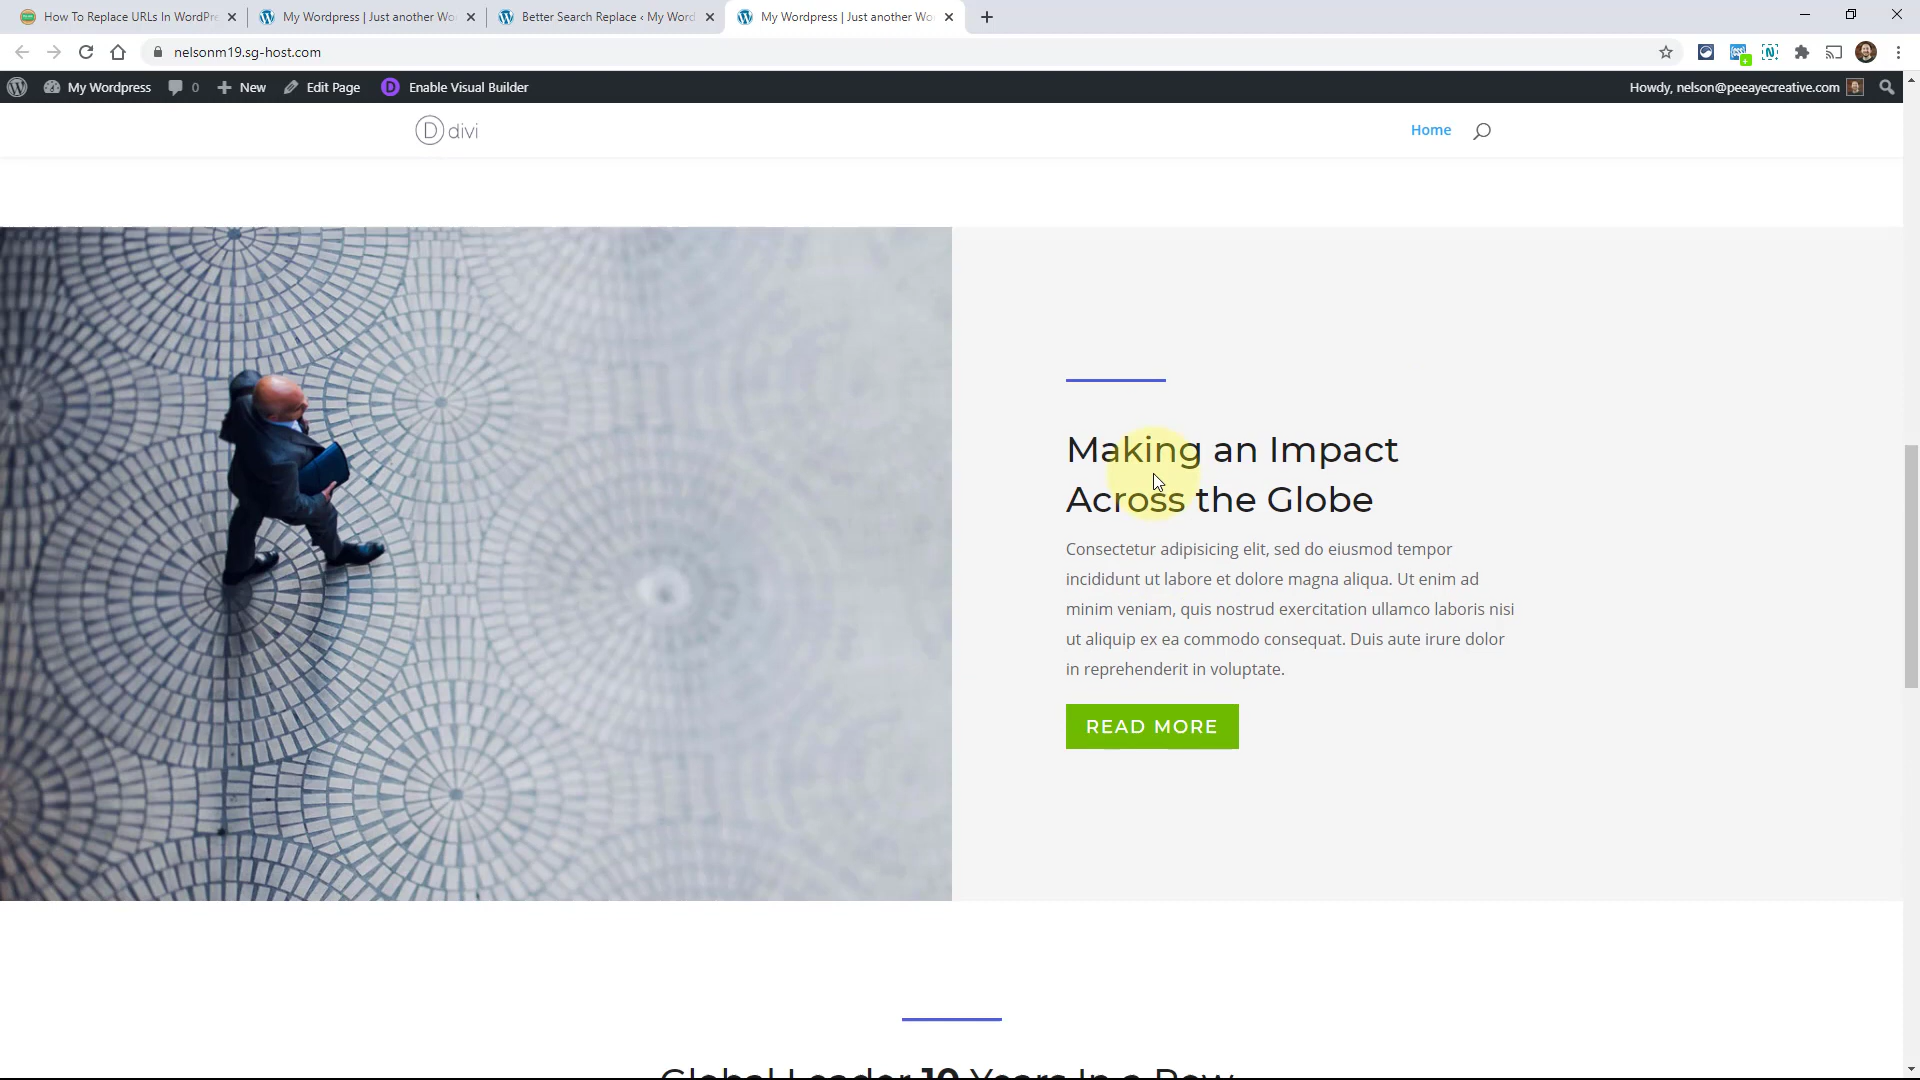 How To Replace URLs In WordPre
My Wordpress | Just another Wo
Better Search Replace ‹ My Word
My Wordpress | Just another Wo
nelsonm19.sg-host.com
My Wordpress
0
New
Edit Page
D
Enable Visual Builder
Howdy, nelson@peeayecreative.com
D divi
Home
Making an Impact
Across the Globe
Consectetur adipisicing elit, sed do eiusmod tempor
incididunt ut labore et dolore magna aliqua. Ut enim ad
minim veniam, quis nostrud exercitation ullamco laboris nisi
ut aliquip ex ea commodo consequat. Duis aute irure dolor
in reprehenderit in voluptate.
READ MORE
Global Leader 10 Years In a Row